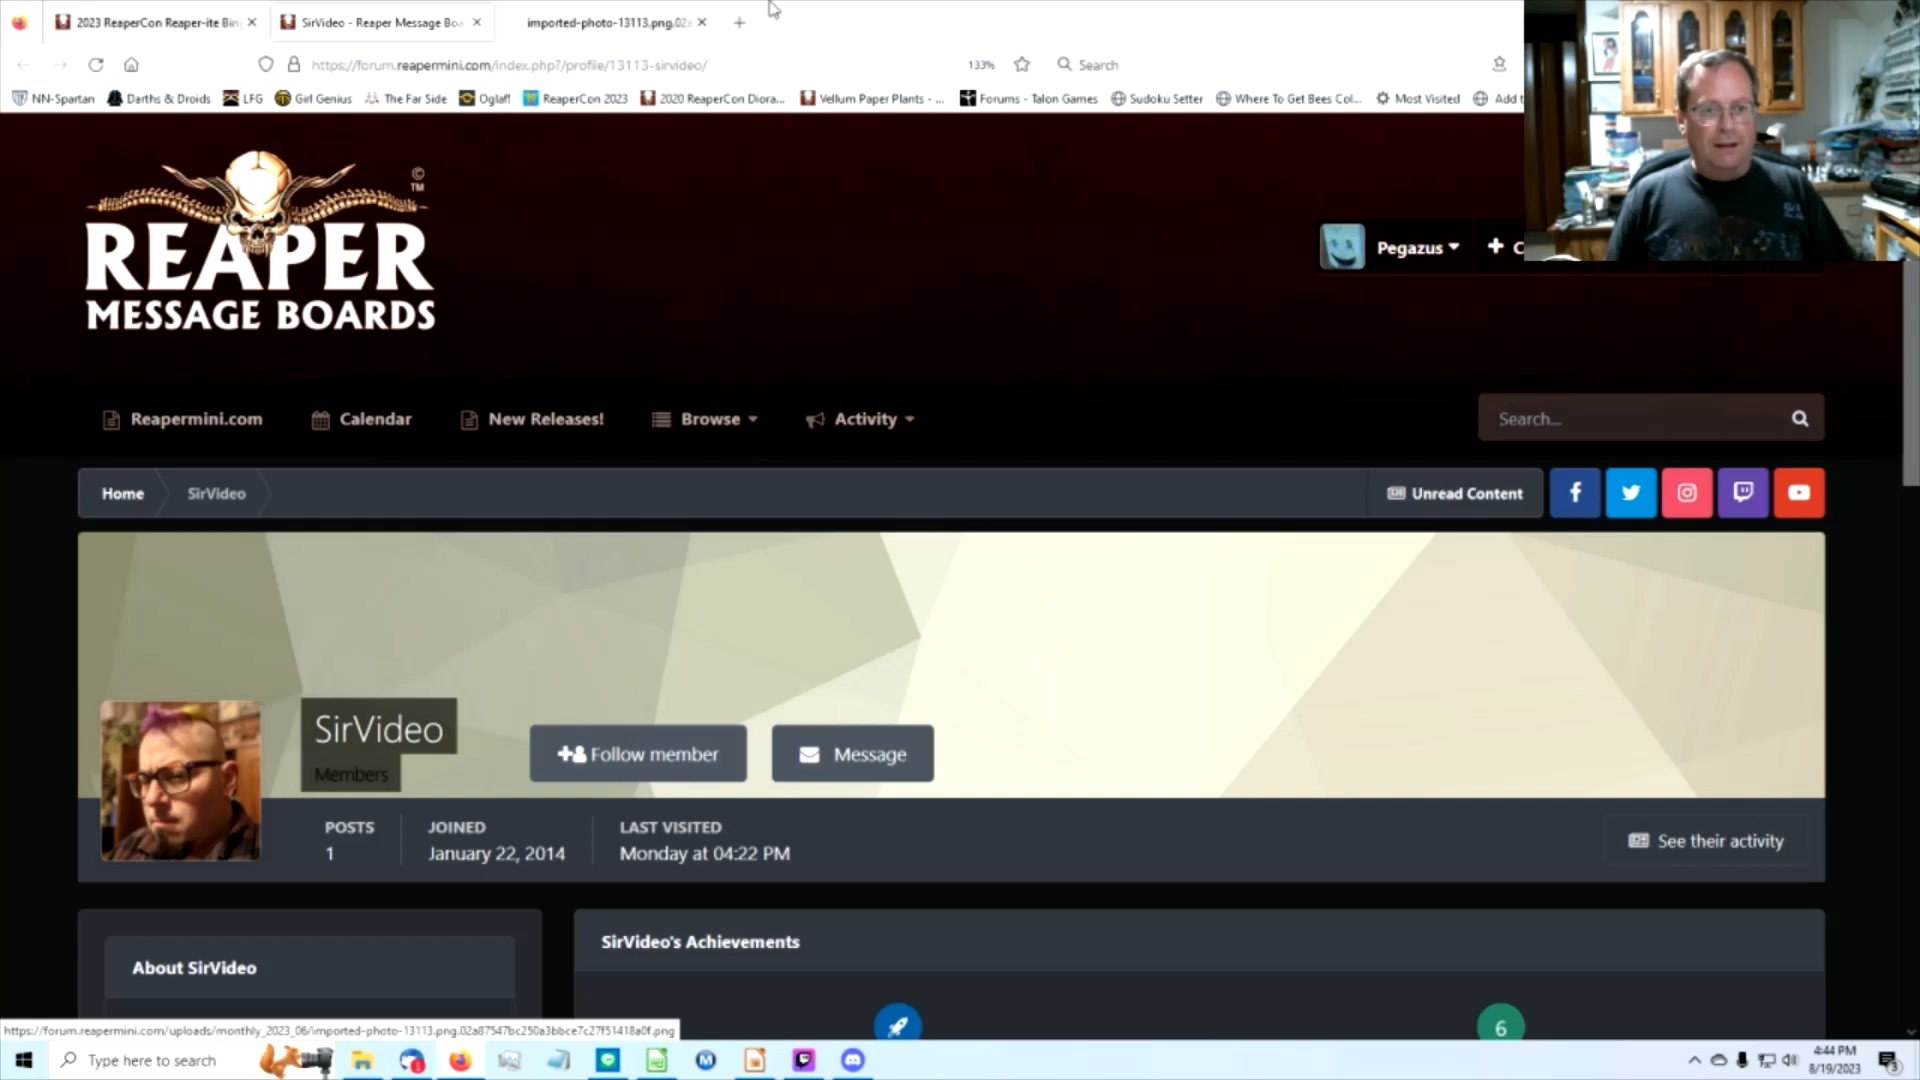 2023 ReaperCon Reaper-ite Bin
SirVideo - Reaper Message Boa
imported-photo-13113.png.02a
https://forum.reapermini.com/index.php?/profile/13113-sirvideo/
133%
Search
NN-Spartan
Darths & Droids
LFG
Girl Genius
The Far Side
Oglaf!
ReaperCon 2023
2020 ReaperCon Diora...
Vellum Paper Plants - ...
Forums - Talon Games
Sudoku Setter
Where To Get Bees Col...
Most Visited
Add t
© TM
REAPER
MESSAGE BOARDS
Pegazus
+ C
Reapermini.com
Calendar
New Releases!
Browse
Activity
Search...
Home
SirVideo
Unread Content
SirVideo
Members
Follow member
Message
POSTS
1
JOINED
January 22, 2014
LAST VISITED
Monday at 04:22 PM
See their activity
About SirVideo
SirVideo's Achievements
6
https://forum.reapermini.com/uploads/monthly_2023_06/imported-photo-13113.png.02a87547bc250a3bbce7c27f51418a0f.png
Type here to search
4:44 PM
8/19/2023